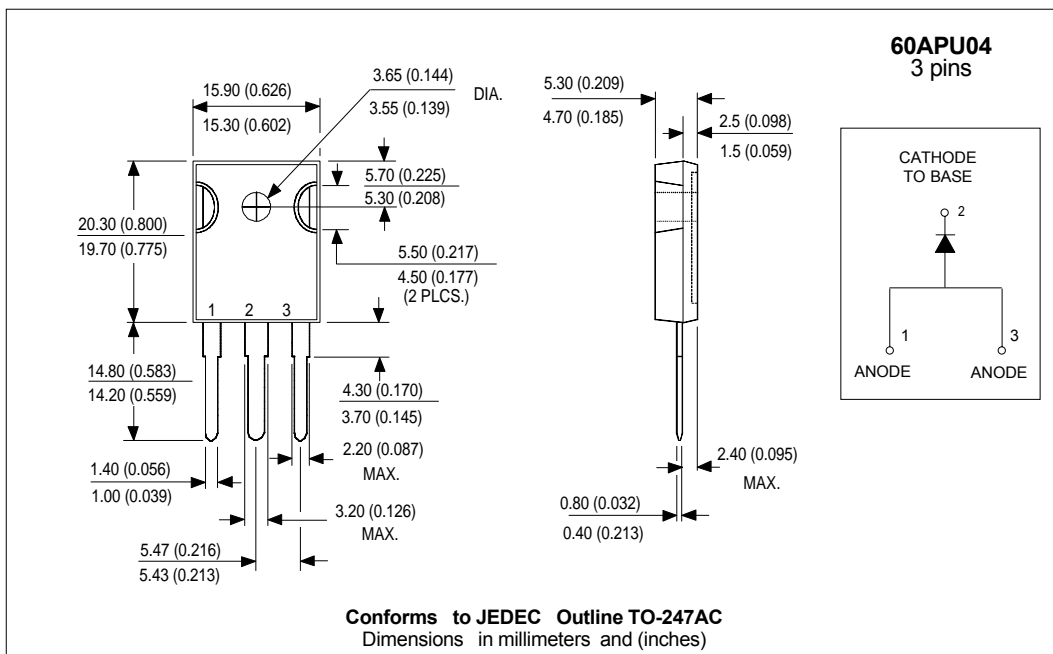 60APU04
3 pins
15.90 (0.626)
15.30 (0.602)
3.65 (0.144)
3.55 (0.139)
DIA.
5.30 (0.209)
4.70 (0.185)
2.5 (0.098)
1.5 (0.059)
5.70 (0.225)
5.30 (0.208)
20.30 (0.800)
19.70 (0.775)
5.50 (0.217)
4.50 (0.177)
(2 PLCS.)
1 2 3
CATHODE
TO BASE
2
1
3
ANODE
ANODE
14.80 (0.583)
14.20 (0.559)
4.30 (0.170)
3.70 (0.145)
2.20 (0.087)
MAX.
1.40 (0.056)
1.00 (0.039)
3.20 (0.126)
MAX.
2.40 (0.095)
MAX.
0.80 (0.032)
0.40 (0.213)
5.47 (0.216)
5.43 (0.213)
Conforms to JEDEC Outline TO-247AC
Dimensions in millimeters and (inches)